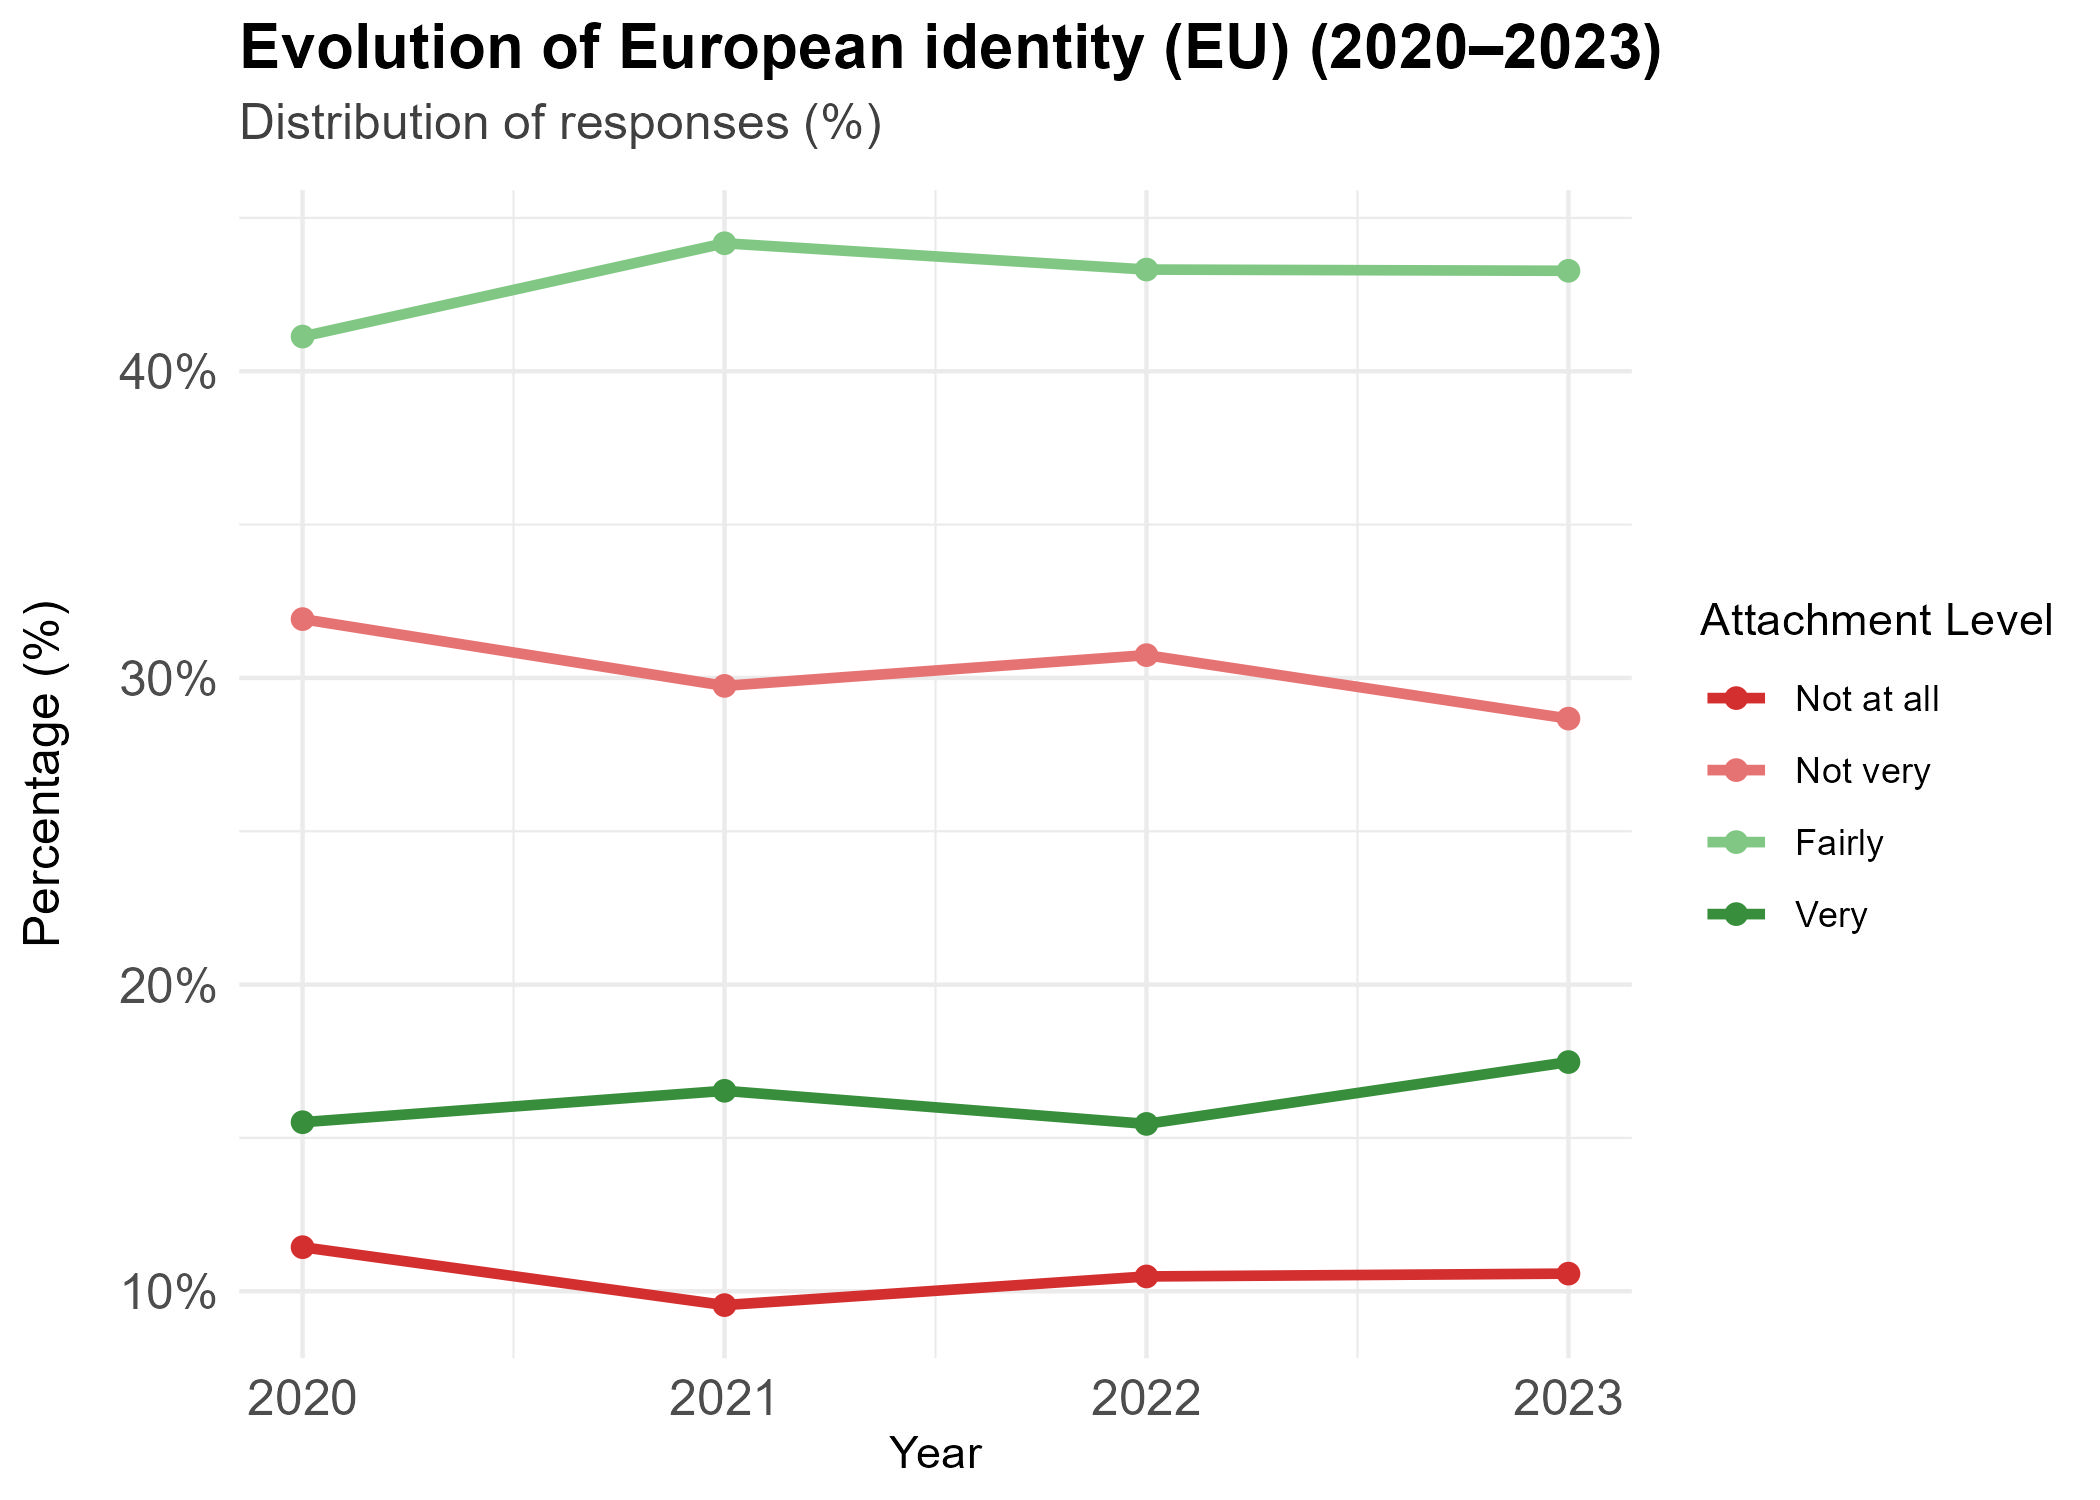 Evolution of European identity (EU) (2020–2023)
Distribution of responses (%)
Percentage (%)
40%
30%
20%
10%
2020
2021
2022
2023
Year
Attachment Level
Not at all
Not very
Fairly
Very